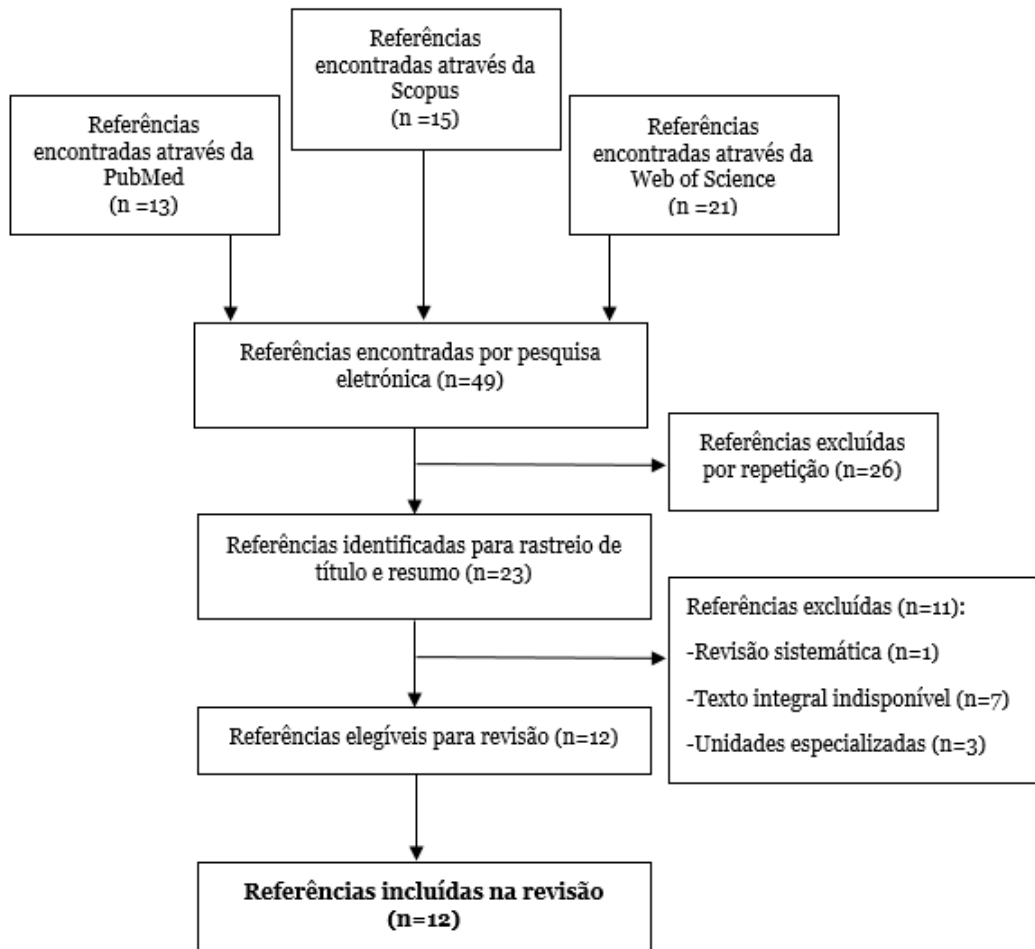 Referências
encontradas através da
Scopus
(n =15)
Referências
encontradas através da
PubMed
(n =13)
Referências
encontradas através da
Web of Science
(n =21)
Referências encontradas por pesquisa
eletrónica (n=49)
Referências excluídas
por repetição (n=26)
Referências identificadas para rastreio de
título e resumo (n=23)
Referências excluídas (n=11):
-Revisão sistemática (n=1)
-Texto integral indisponível (n=7)
-Unidades especializadas (n=3)
Referências elegíveis para revisão (n=12)
Referências incluídas na revisão
(n=12)